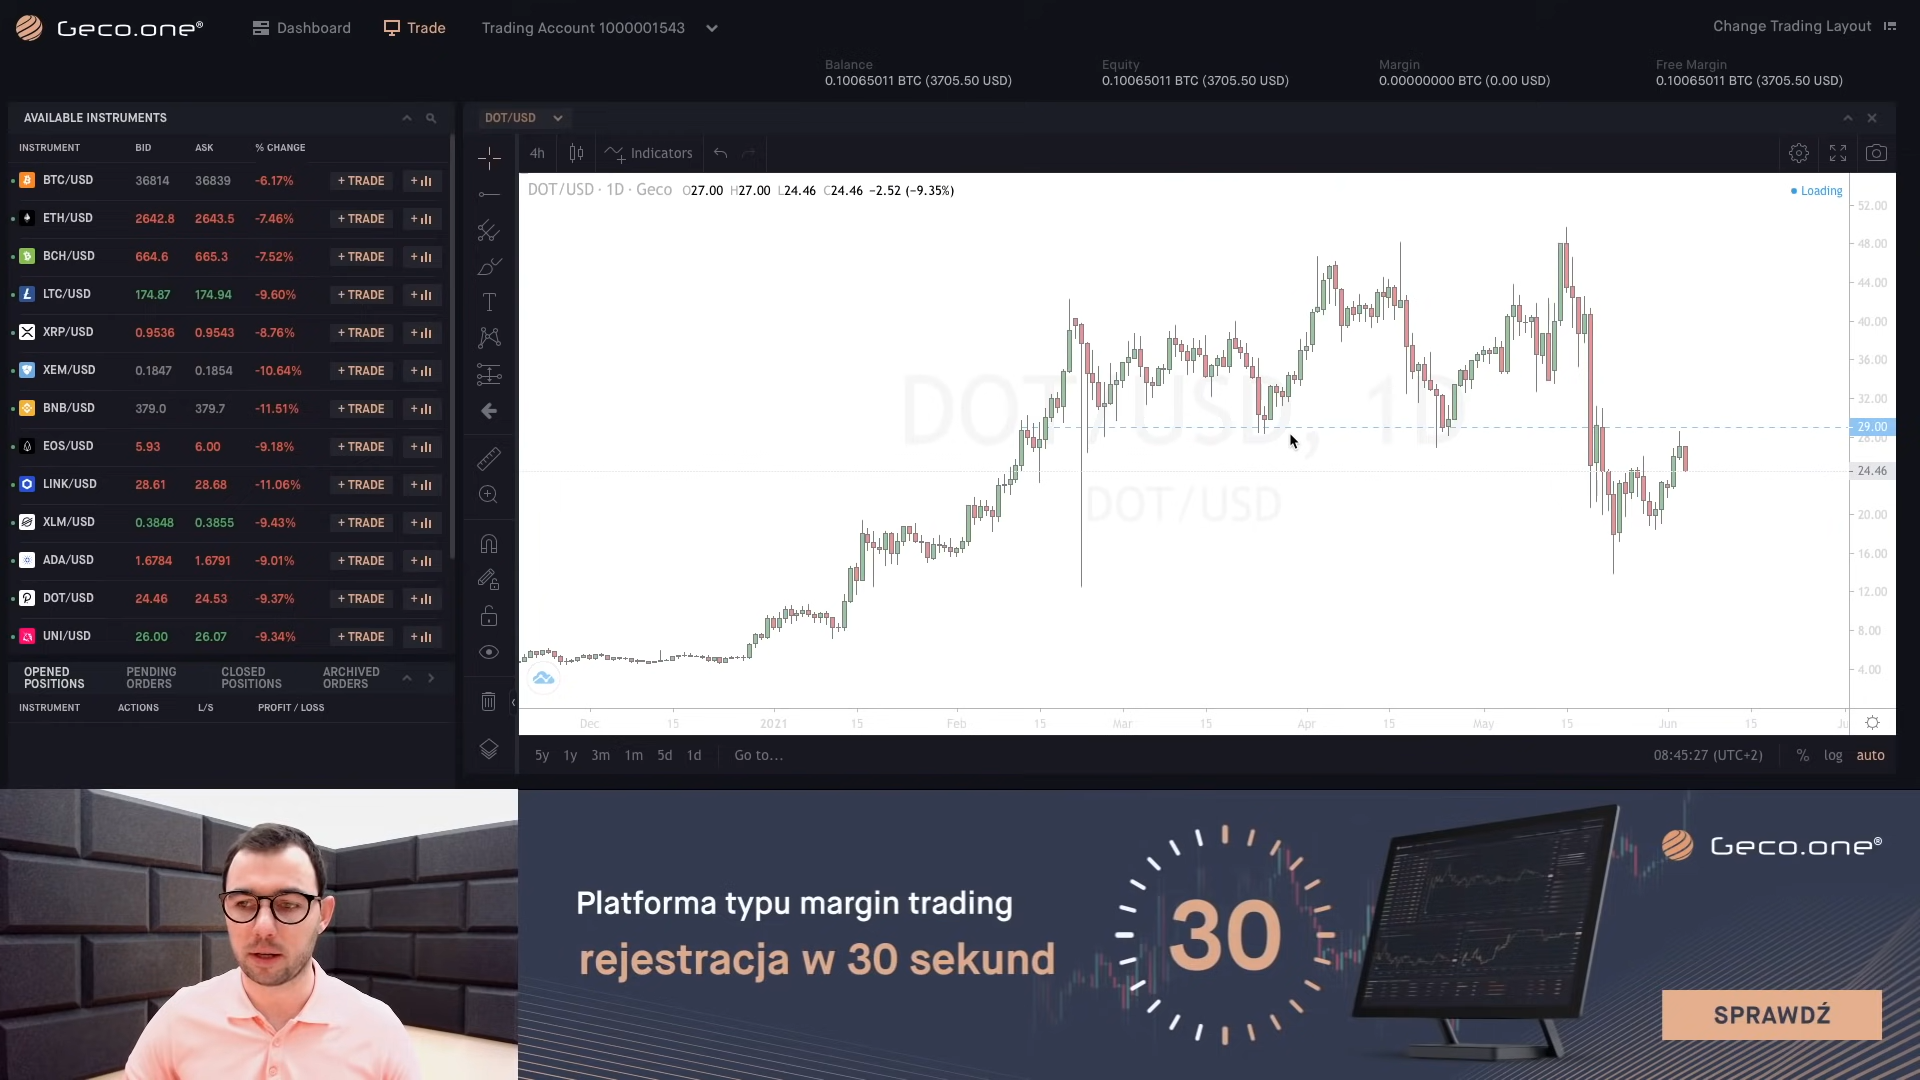 Geco.one®
Dashboard
Trade
Trading Account 1000001543
Change Trading Layout
Balance
0.10065011 BTC (3705.50 USD)
Equity
0.10065011 BTC (3705.50 USD)
Margin
0.00000000 BTC (0.00 USD)
Free Margin
0.10065011 BTC (3705.50 USD)
AVAILABLE INSTRUMENTS
INSTRUMENT BID ASK % CHANGE
BTC/USD 36814 36839 -6.17% + TRADE
ETH/USD 2642.8 2643.5 -7.46% + TRADE
BCH/USD 664.6 665.3 -7.52% + TRADE
LTC/USD 174.87 174.94 -9.60% + TRADE
XRP/USD 0.9536 0.9543 -8.76% + TRADE
XEM/USD 0.1847 0.1854 -10.64% + TRADE
BNB/USD 379.0 379.7 -11.51% + TRADE
EOS/USD 5.93 6.00 -9.18% + TRADE
LINK/USD 28.61 28.68 -11.06% + TRADE
XLM/USD 0.3848 0.3855 -9.43% + TRADE
ADA/USD 1.6784 1.6791 -9.01% + TRADE
DOT/USD 24.46 24.53 -9.37% + TRADE
UNI/USD 26.00 26.07 -9.34% + TRADE
OPENED POSITIONS
PENDING ORDERS
CLOSED POSITIONS
ARCHIVED ORDERS
INSTRUMENT ACTIONS L/S PROFIT / LOSS
DOT/USD
4h
Indicators
DOT/USD · 1D · Geco O27.00 H27.00 L24.46 C24.46 −2.52 (−9.35%)
Loading
DOT/USD, 1D
DOT/USD
52.00
48.00
44.00
40.00
36.00
32.00
29.00
28.00
24.46
20.00
16.00
12.00
8.00
4.00
Dec 15 2021 15 Feb 15 Mar 15 Apr 15 May 15 Jun 15 Ju
5y 1y 3m 1m 5d 1d Go to...
08:45:27 (UTC+2) % log auto
Platforma typu margin trading
rejestracja w 30 sekund
30
Geco.one®
SPRAWDŹ